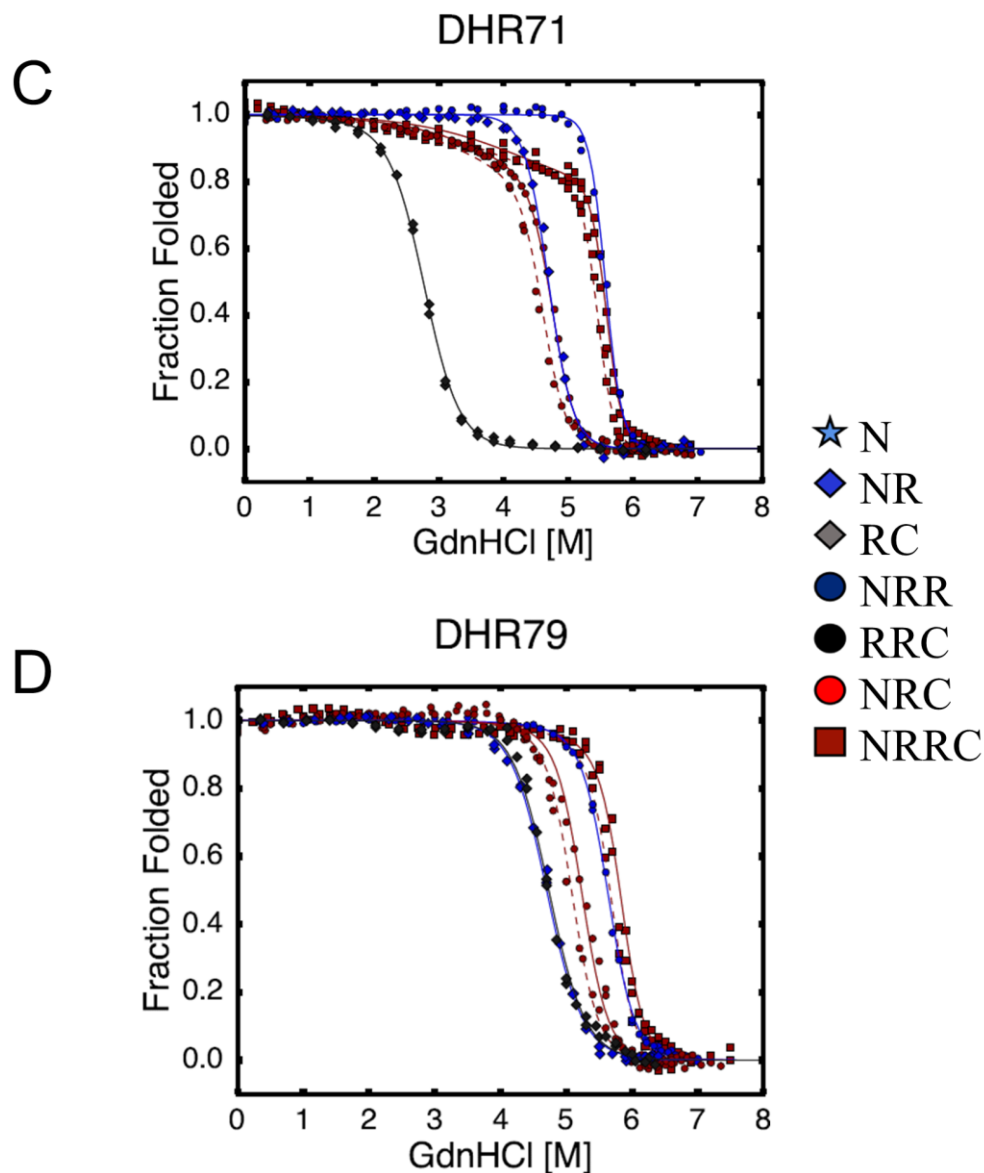 DHR71
C
Fraction Folded
1.0
0.8
0.6
0.4
0.2
0.0
0 1 2 3 4 5 6 7 8
GdnHCl [M]
N
NR
RC
NRR
RRC
NRC
NRRC
DHR79
D
Fraction Folded
1.0
0.8
0.6
0.4
0.2
0.0
0 1 2 3 4 5 6 7 8
GdnHCl [M]